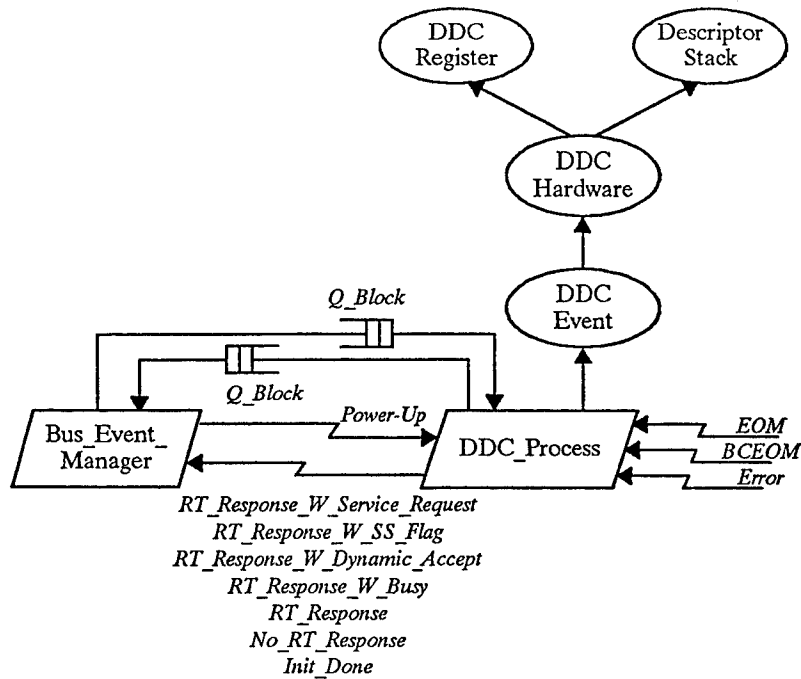 DDC
Register
Descriptor
Stack
DDC
Hardware
DDC
Event
Q_Block
Q_Block
Power-Up
Bus_Event_
Manager
DDC_Process
EOM
BCEOM
Error
RT_Response_W_Service_Request
RT_Response_W_SS_Flag
RT_Response_W_Dynamic_Accept
RT_Response_W_Busy
RT_Response
No_RT_Response
Init_Done